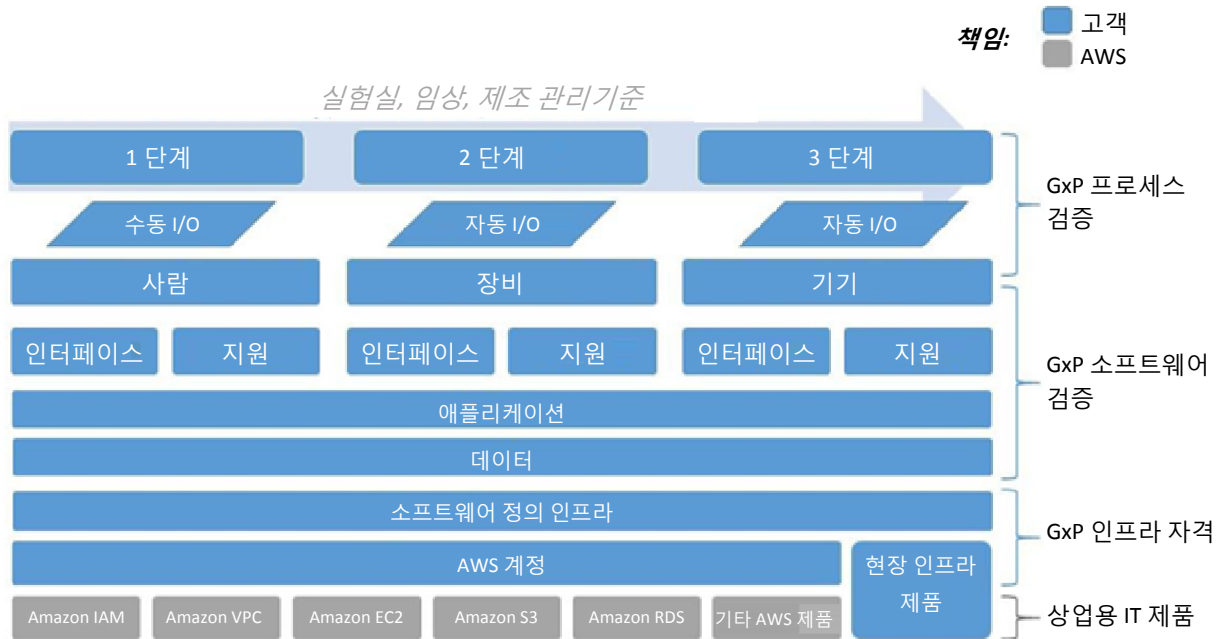 책임:
고객
AWS
실험실, 임상, 제조 관리기준
1 단계
2 단계
3 단계
GxP 프로세스
검증
수동 I/O
자동 I/O
자동 I/O
사람
장비
기기
인터페이스
지원
인터페이스
지원
인터페이스
지원
GxP 소프트웨어
검증
애플리케이션
데이터
소프트웨어 정의 인프라
GxP 인프라 자격
AWS 계정
현장 인프라
제품
Amazon IAM
Amazon VPC
Amazon EC2
Amazon S3
Amazon RDS
기타 AWS 제품
상업용 IT 제품